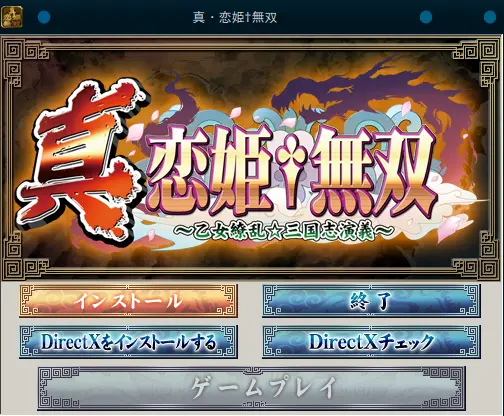 真・恋姫†無双
真・恋姫†無双
～乙女繚乱☆三国志演義～
インストール
終了
DirectXをインストールする
DirectXチェック
ゲームプレイ